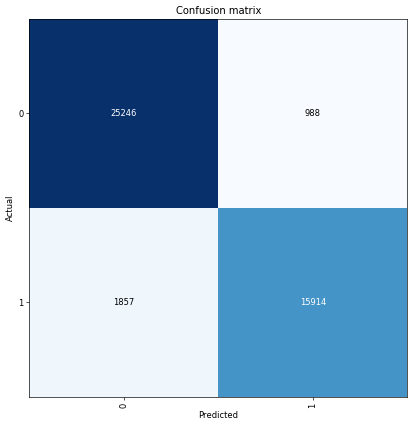 Confusion matrix
0
25246
988
Actual
1
1857
15914
0
1
Predicted